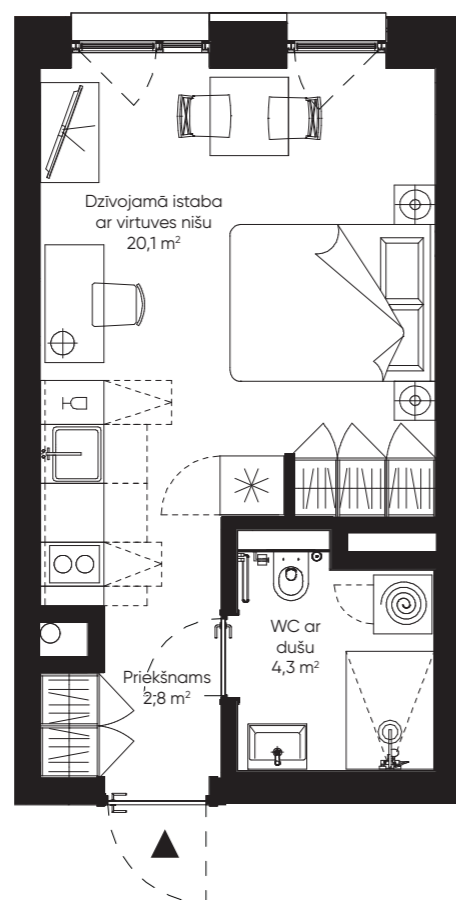 Dzīvojamā istaba
ar virtuves nišu
20,1 m²
WC ar
dušu
4,3 m²
Priekšnams
2,8 m²